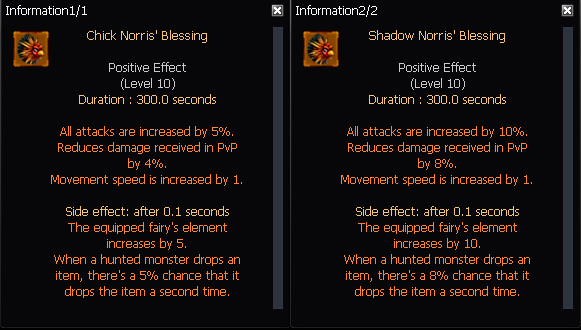 Information1/1
Chick Norris' Blessing
Positive Effect
(Level 10)
Duration : 300.0 seconds
All attacks are increased by 5%.
Reduces damage received in PvP
by 4%.
Movement speed is increased by 1.
Side effect: after 0.1 seconds
The equipped fairy's element
increases by 5.
When a hunted monster drops an
item, there's a 5% chance that it
drops the item a second time.
Information2/2
Shadow Norris' Blessing
Positive Effect
(Level 10)
Duration : 300.0 seconds
All attacks are increased by 10%.
Reduces damage received in PvP
by 8%.
Movement speed is increased by 1.
Side effect: after 0.1 seconds
The equipped fairy's element
increases by 10.
When a hunted monster drops an
item, there's a 8% chance that it
drops the item a second time.